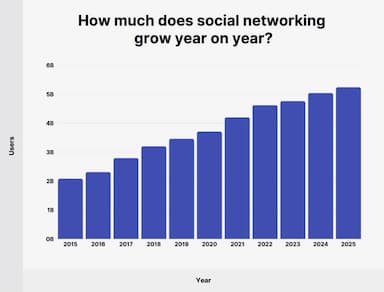 How much does social networking
grow year on year?
6B
5B
4B
3B
2B
1B
0B
Users
2015 2016 2017 2018 2019 2020 2021 2022 2023 2024 2025
Year